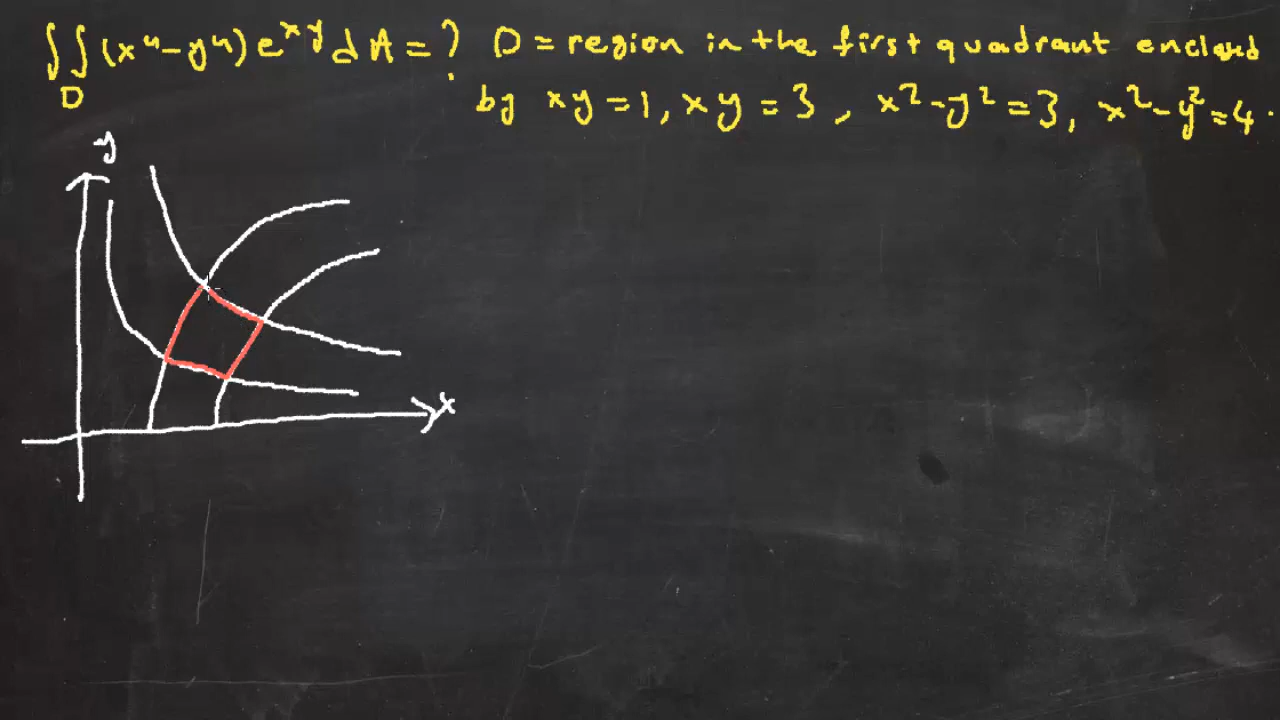 ∫∫(x⁴-y⁴)e^{xy}dA=? D = region in the first quadrant enclosed
D
by xy=1, xy=3, x²-y²=3, x²-y²=4.
y
x